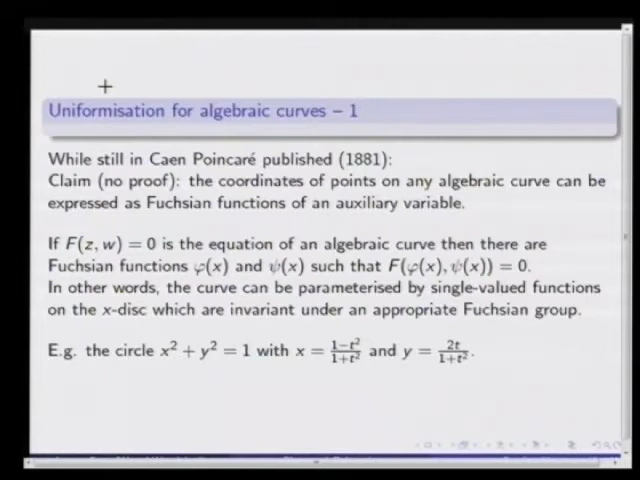 Uniformisation for algebraic curves – 1
While still in Caen Poincaré published (1881):
Claim (no proof): the coordinates of points on any algebraic curve can be
expressed as Fuchsian functions of an auxiliary variable.
If F(z, w) = 0 is the equation of an algebraic curve then there are
Fuchsian functions φ(x) and ψ(x) such that F(φ(x), ψ(x)) = 0.
In other words, the curve can be parameterised by single-valued functions
on the x-disc which are invariant under an appropriate Fuchsian group.
E.g. the circle x² + y² = 1 with x = (1−t²)/(1+t²) and y = 2t/(1+t²).